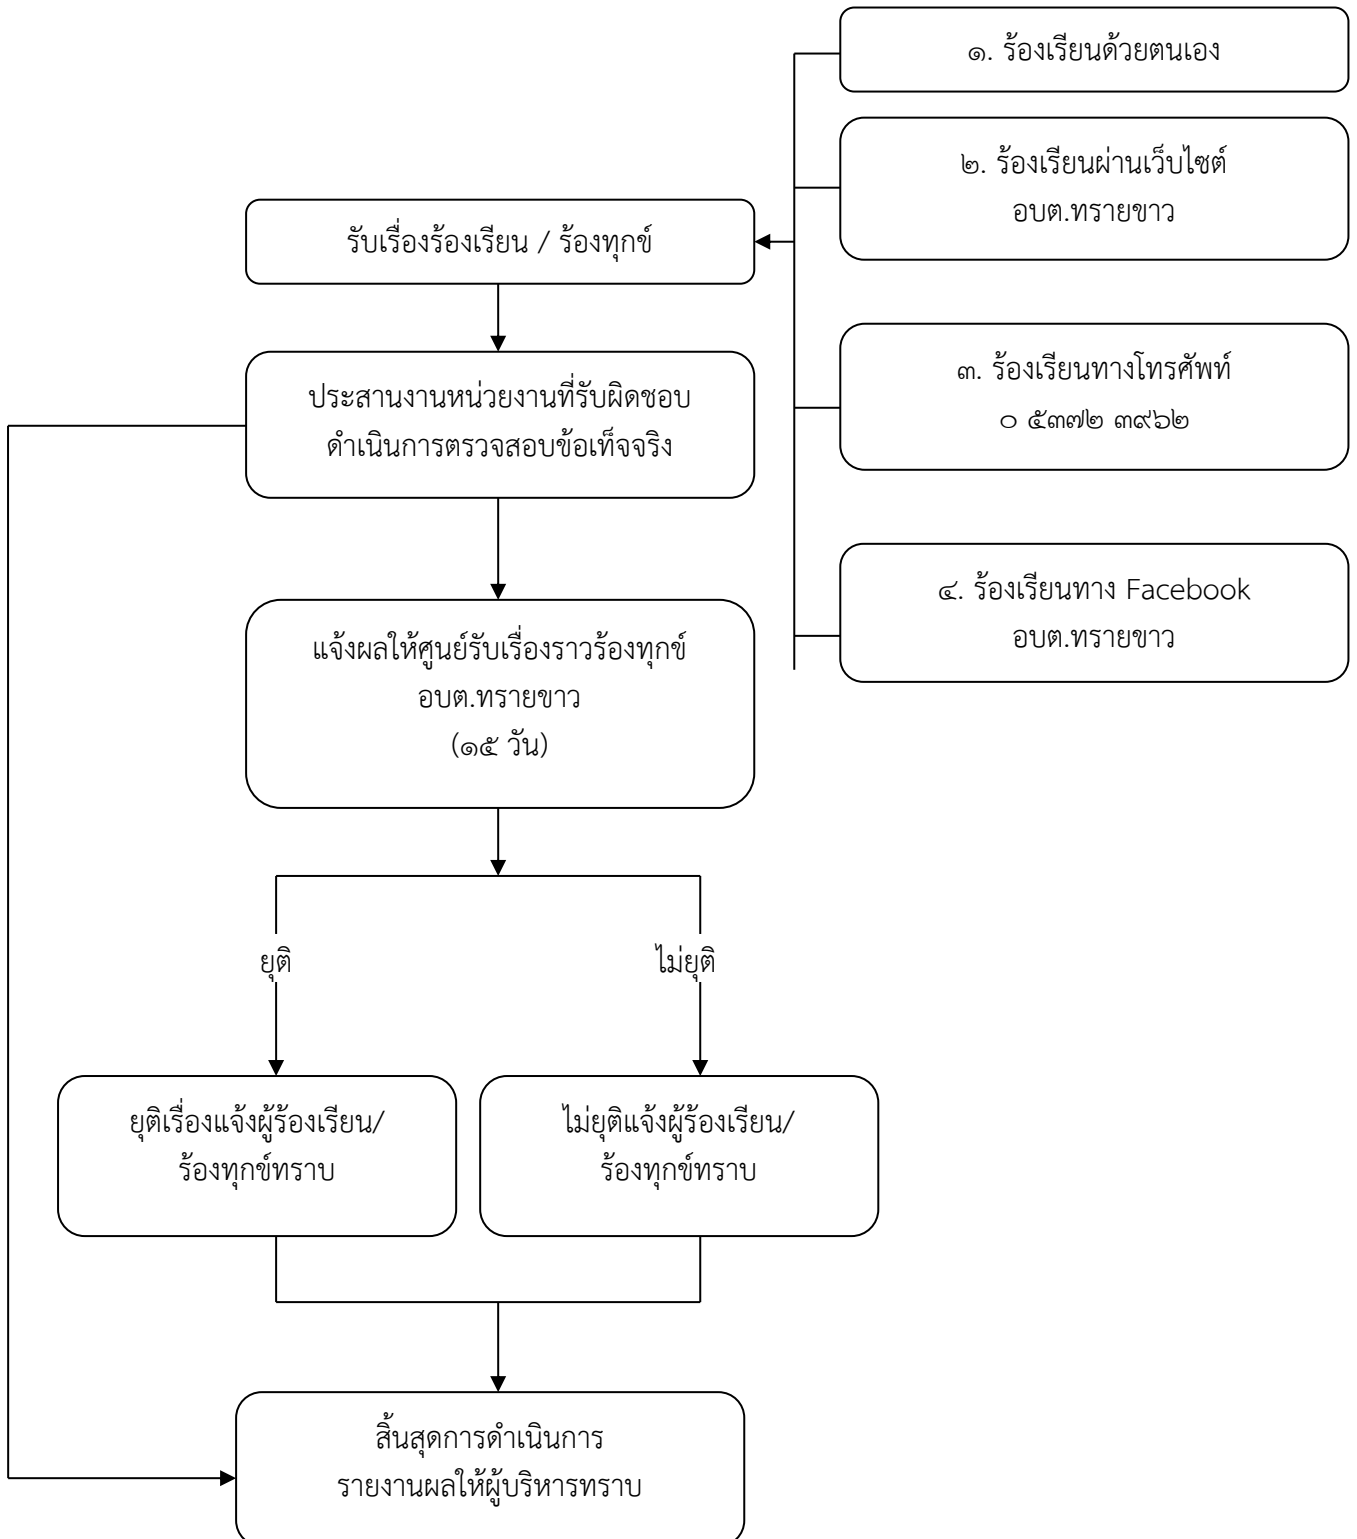 ๑. ร้องเรียนด้วยตนเอง
๒. ร้องเรียนผ่านเว็บไซต์
อบต.ทรายขาว
รับเรื่องร้องเรียน / ร้องทุกข์
๓. ร้องเรียนทางโทรศัพท์
๐ ๕๓๗๒ ๓๙๖๒
ประสานงานหน่วยงานที่รับผิดชอบ
ดำเนินการตรวจสอบข้อเท็จจริง
๔. ร้องเรียนทาง Facebook
อบต.ทรายขาว
แจ้งผลให้ศูนย์รับเรื่องราวร้องทุกข์
อบต.ทรายขาว
(๑๕ วัน)
ยุติ
ไม่ยุติ
ยุติเรื่องแจ้งผู้ร้องเรียน/
ร้องทุกข์ทราบ
ไม่ยุติแจ้งผู้ร้องเรียน/
ร้องทุกข์ทราบ
สิ้นสุดการดำเนินการ
รายงานผลให้ผู้บริหารทราบ